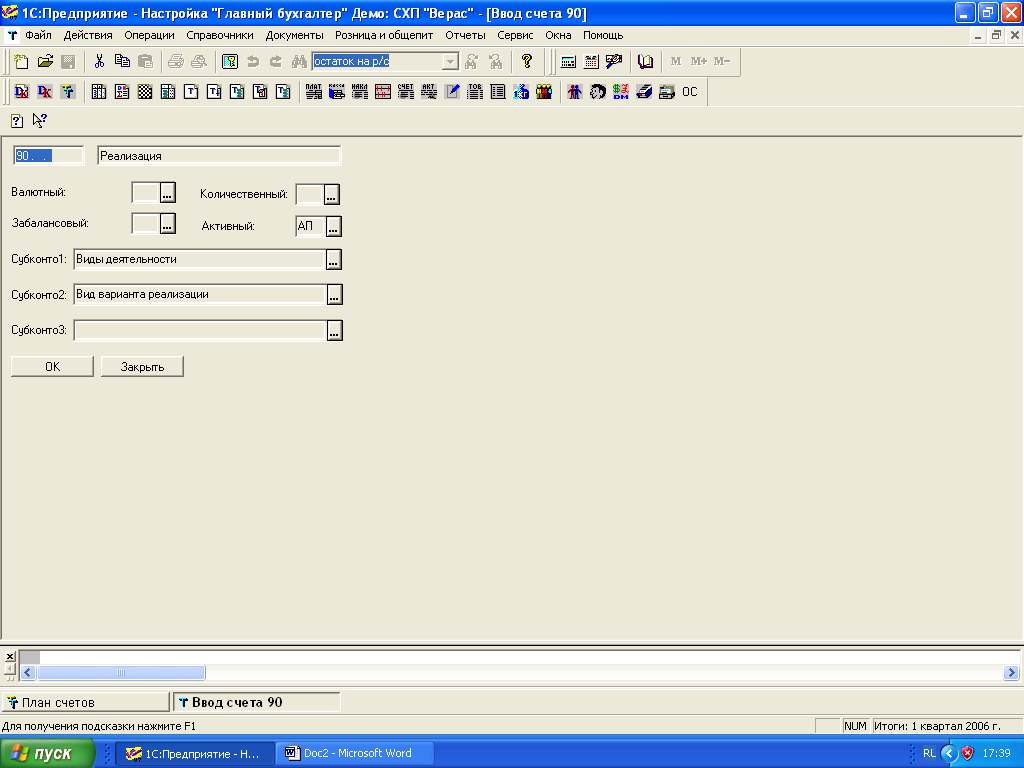 1С:Предприятие - Настройка "Главный бухгалтер" Демо: СХП "Верас" - [Ввод счета 90]
Файл Действия Операции Справочники Документы Розница и общепит Отчеты Сервис Окна Помощь
остаток на р/с M M+ M-
ОС
90. . Реализация
Валютный: ... Количественный: ...
Забалансовый: ... Активный: АП ...
Субконто1: Виды деятельности ...
Субконто2: Вид варианта реализации ...
Субконто3: ...
OK Закрыть
План счетов Ввод счета 90
Для получения подсказки нажмите F1 NUM Итоги: 1 квартал 2006 г.
пуск 1С:Предприятие - Н... Doc2 - Microsoft Word RL 17:39